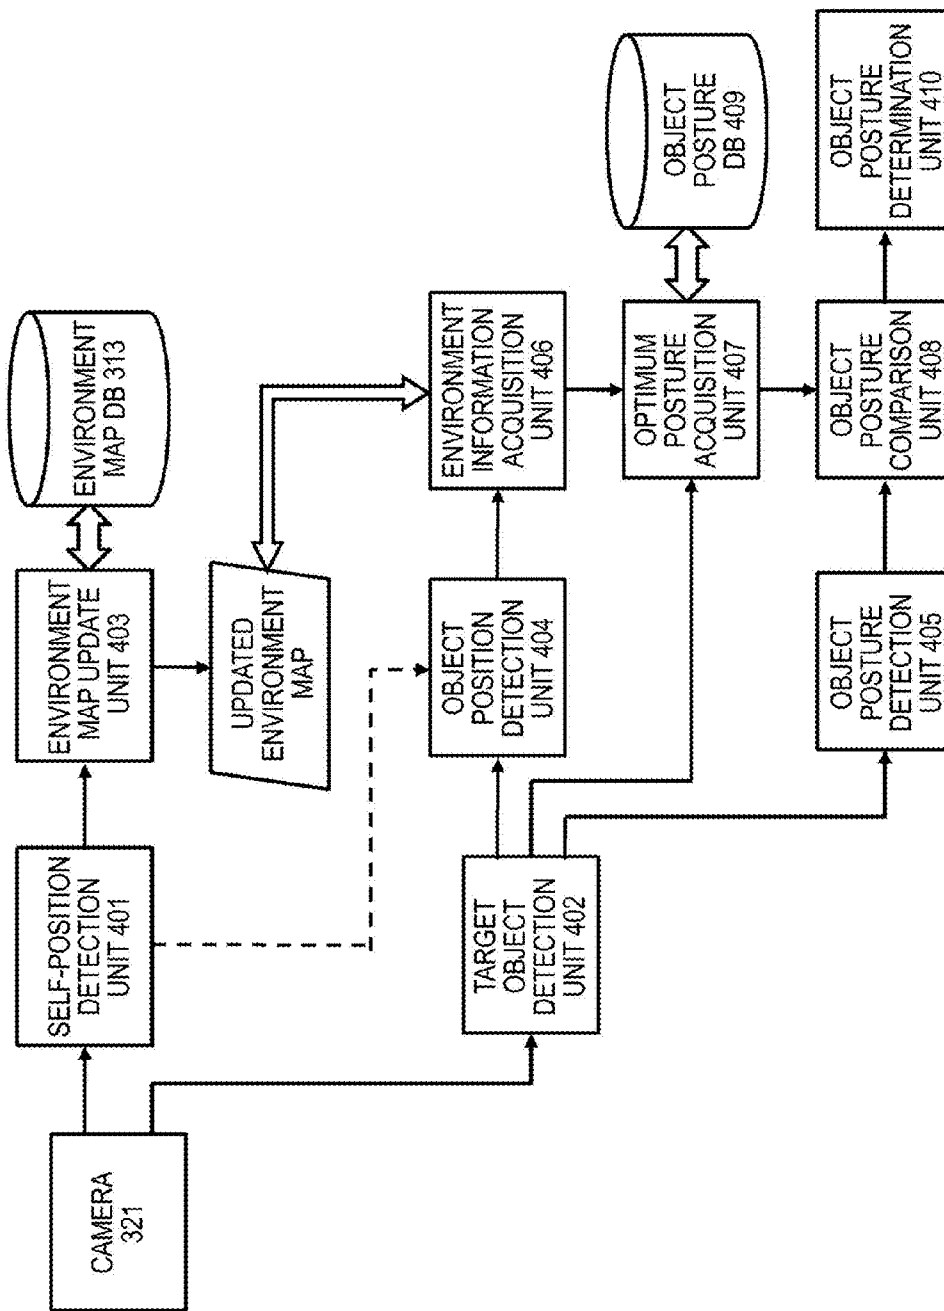 CAMERA
321
SELF-POSITION
DETECTION
UNIT 401
ENVIRONMENT
MAP UPDATE
UNIT 403
ENVIRONMENT
MAP DB 313
UPDATED
ENVIRONMENT
MAP
TARGET
OBJECT
DETECTION
UNIT 402
OBJECT
POSITION
DETECTION
UNIT 404
ENVIRONMENT
INFORMATION
ACQUISITION
UNIT 406
OPTIMUM
POSTURE
ACQUISITION
UNIT 407
OBJECT
POSTURE
DB 409
OBJECT
POSTURE
DETECTION
UNIT 405
OBJECT
POSTURE
COMPARISON
UNIT 408
OBJECT
POSTURE
DETERMINATION
UNIT 410